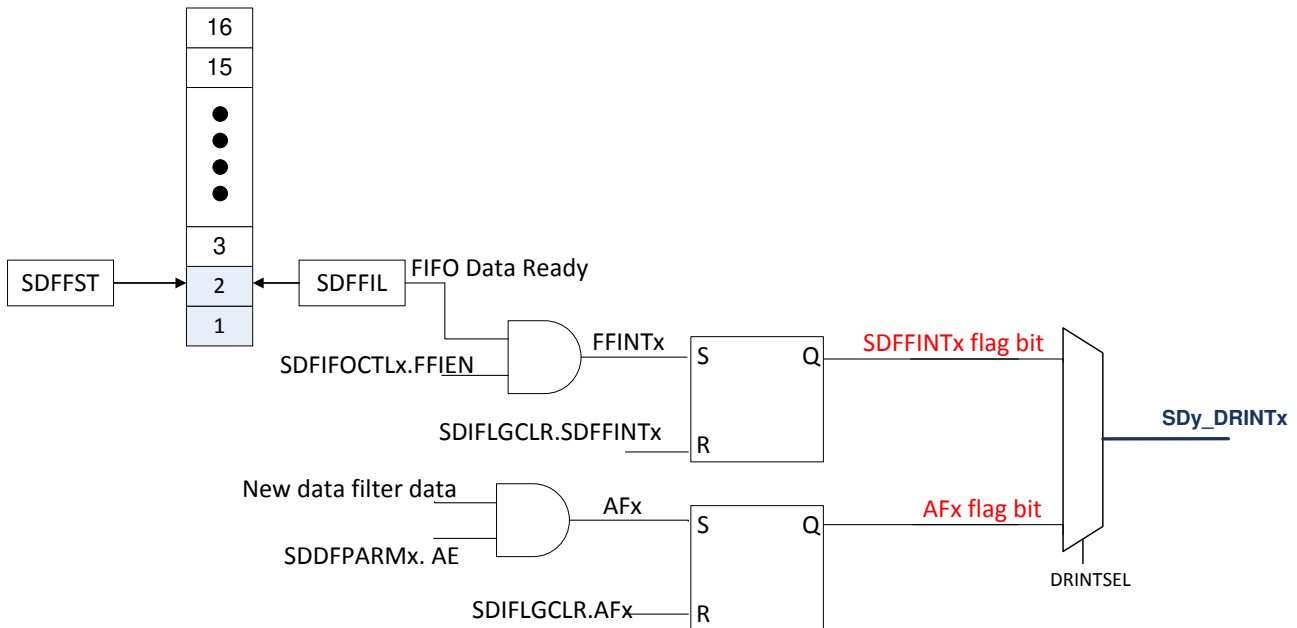 16
15
3
SDFFST
2
SDFFIL
FIFO Data Ready
1
SDFIFOCTLx.FFIEN
FFINTx
S
Q
SDFFINTx flag bit
SDIFLGCLR.SDFFINTx
R
SDy_DRINTx
New data filter data
AFx
S
Q
AFx flag bit
SDDFPARMx. AE
DRINTSEL
SDIFLGCLR.AFx
R